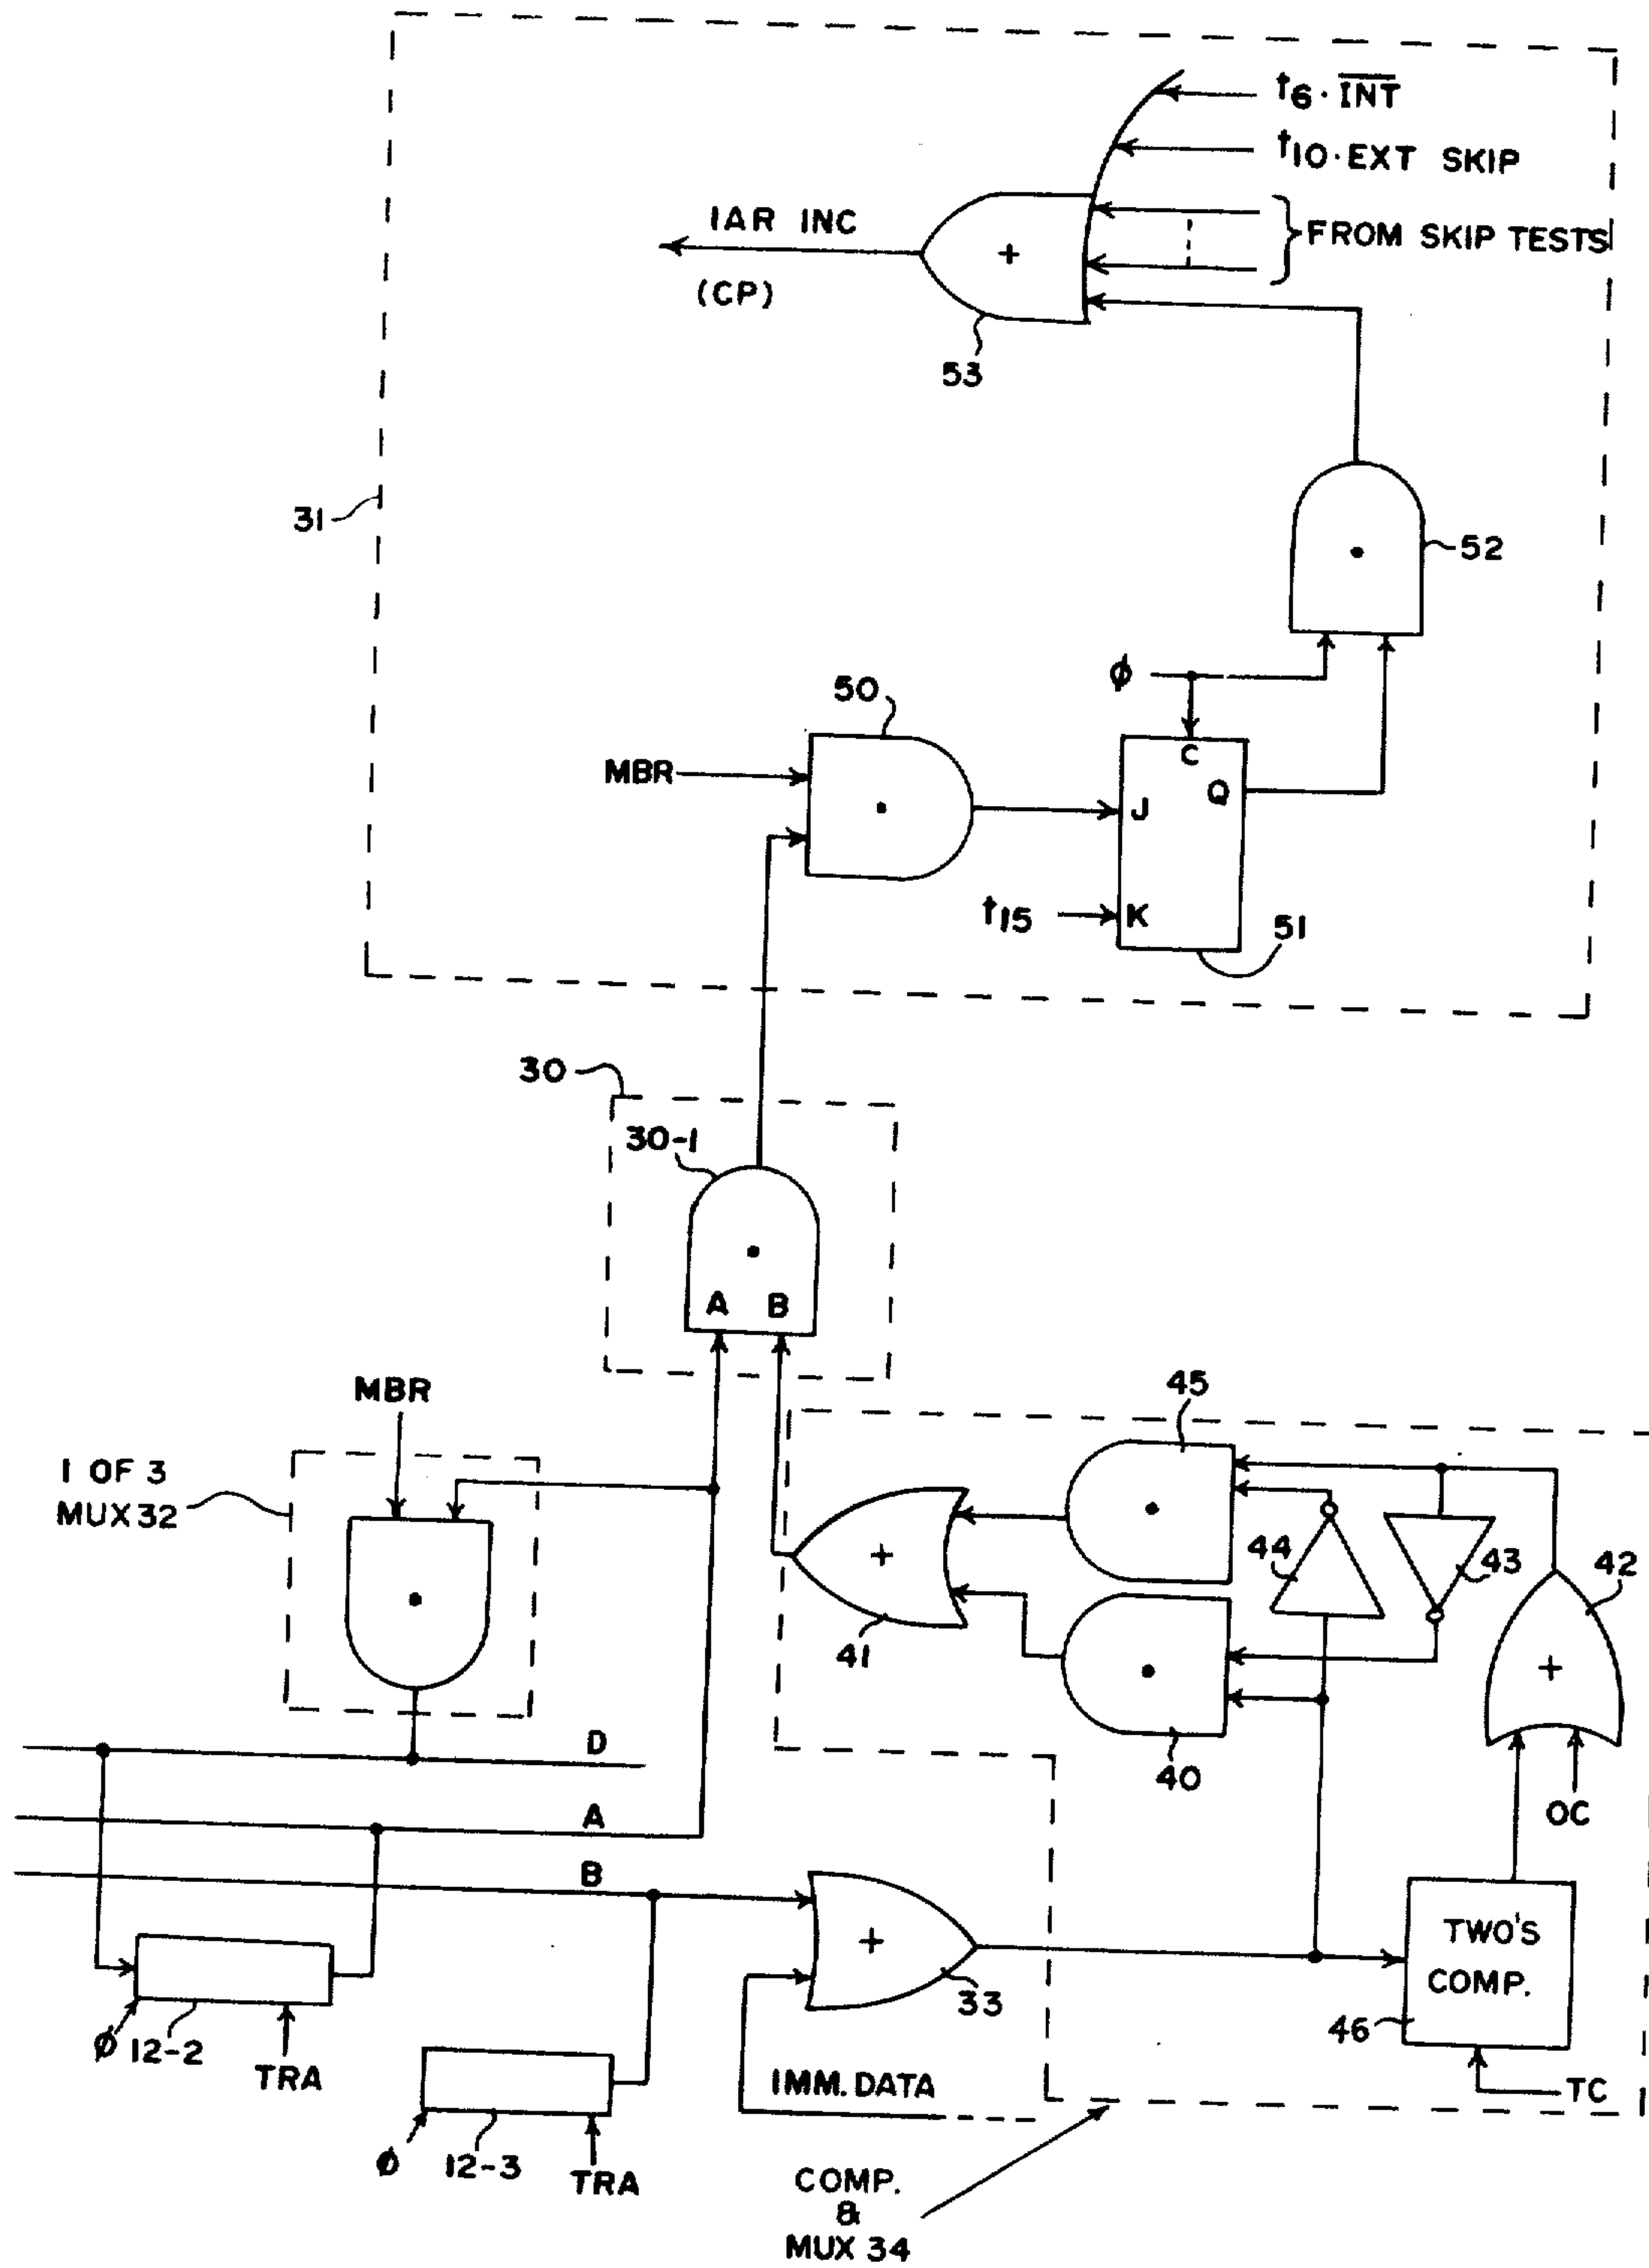 t6·INT
t10·EXT SKIP
IAR INC
(CP)
FROM SKIP TESTS
+
53
31
52
ϕ
50
MBR
C
Q
J
t15
K
51
30
30-1
A B
MBR
1 OF 3
MUX 32
45
44
43
42
+
41
+
40
OC
D
A
B
+
33
TWO'S
COMP.
46
TC
ϕ 12-2
TRA
IMM. DATA
ϕ 12-3
TRA
COMP.
&
MUX 34